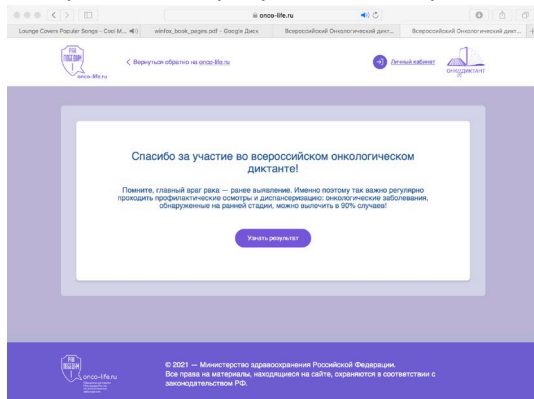 onco-life.ru
Lounge Covers Popular Songs - Cool M...
winfox_book_pages.pdf - Google Диск
Всероссийский Онкологический дикт...
Всероссийский Онкологический дикт...
onco-life.ru
Вернуться обратно на onco-life.ru
Личный кабинет
ОНКОДИКТАНТ
Спасибо за участие во всероссийском онкологическом
диктанте!
Помните, главный враг рака — ранее выявление. Именно поэтому так важно регулярно
проходить профилактические осмотры и диспансеризацию: онкологические заболевания,
обнаруженные на ранней стадии, можно вылечить в 90% случаев!
Узнать результат
onco-life.ru
© 2021 — Министерство здравоохранения Российской Федерации.
Все права на материалы, находящиеся на сайте, охраняются в соответствии с
законодательством РФ.